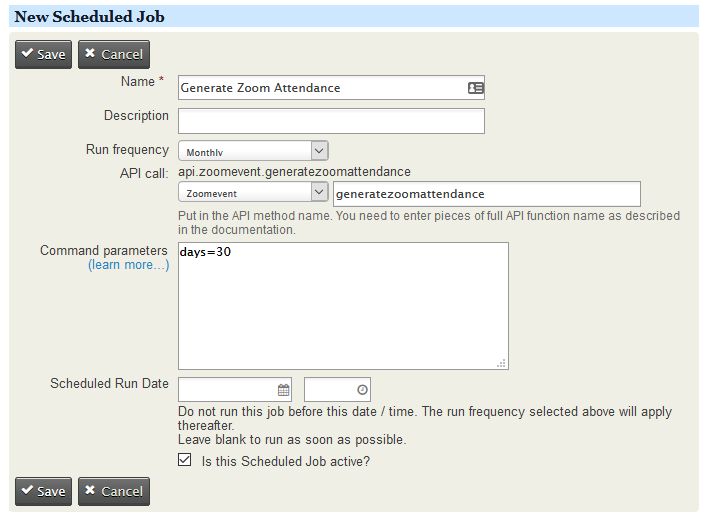 New Scheduled Job
Save Cancel
Name * Generate Zoom Attendance
Description
Run frequency Monthly
API call: api.zoomevent.generatezoomattendance
Zoomevent generatezoomattendance
Put in the API method name. You need to enter pieces of full API function name as described
in the documentation.
Command parameters days=30
(learn more...)
Scheduled Run Date
Do not run this job before this date / time. The run frequency selected above will apply
thereafter.
Leave blank to run as soon as possible.
Is this Scheduled Job active?
Save Cancel